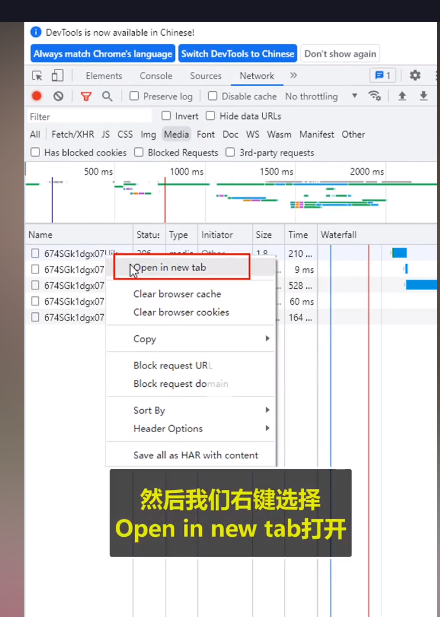 DevTools is now available in Chinese!
Always match Chrome's language Switch DevTools to Chinese Don't show again
Elements Console Sources Network » 1
Preserve log Disable cache No throttling
Filter Invert Hide data URLs
All Fetch/XHR JS CSS Img Media Font Doc WS Wasm Manifest Other
Has blocked cookies Blocked Requests 3rd-party requests
500 ms 1000 ms 1500 ms 2000 ms
Name Status Type Initiator Size Time Waterfall
674SGk1dgx07 206 media Other 1.8 210 ...
674SGk1dgx07 9 ms
674SGk1dgx07 528 ...
674SGk1dgx07 60 ms
674SGk1dgx07 164 ...
Open in new tab
Clear browser cache
Clear browser cookies
Copy
Block request URL
Block request domain
Sort By
Header Options
Save all as HAR with content
然后我们右键选择
Open in new tab打开